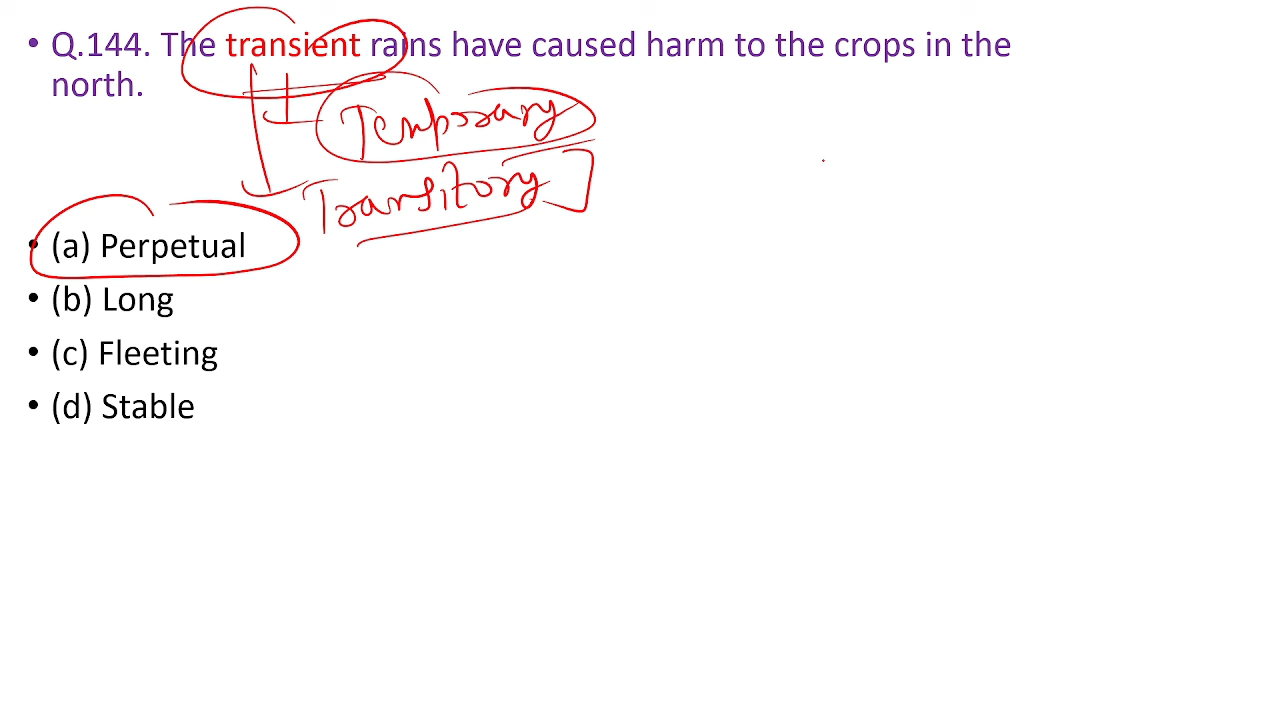 • Q.144. The transient rains have caused harm to the crops in the
north.
Temporary
Transitory
• (a) Perpetual
• (b) Long
• (c) Fleeting
• (d) Stable